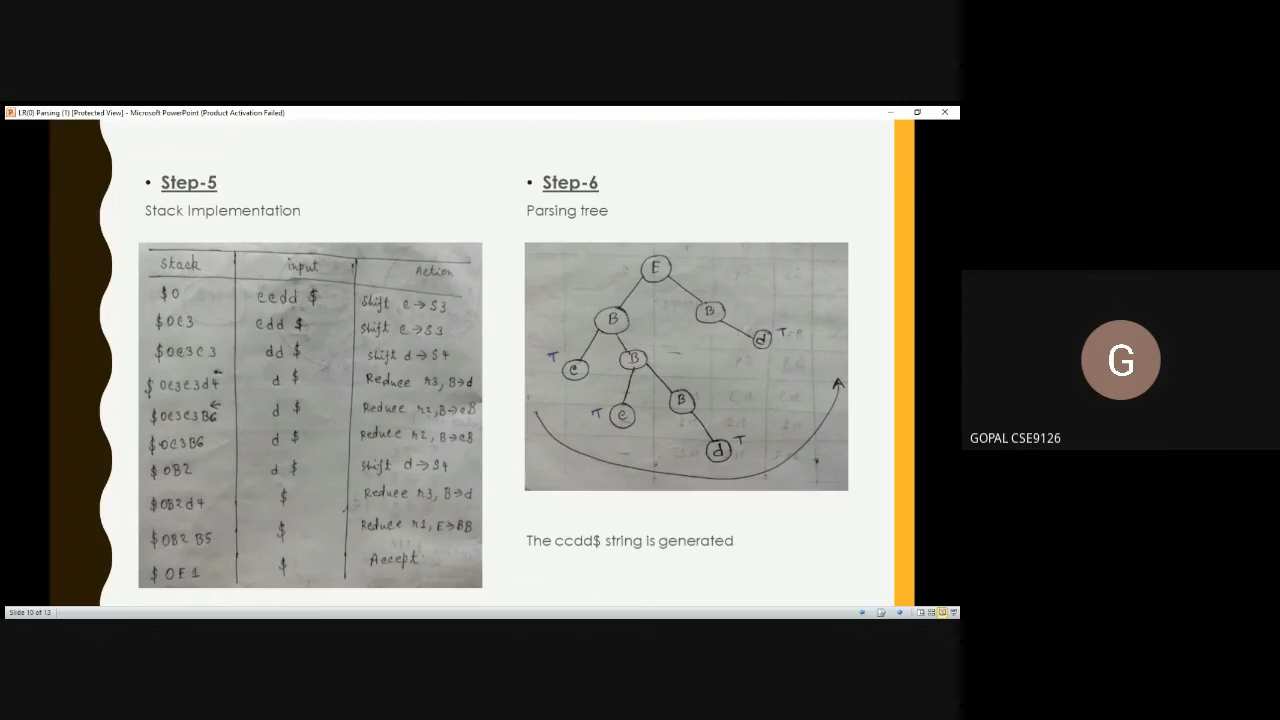 LR(0) Parsing (1) [Protected View] - Microsoft PowerPoint (Product Activation Failed)
• Step-5
Stack Implementation
Stack input Action
$0 ccdd $ Shift c→S3
$0c3 cdd $ Shift c→S3
$0c3c3 dd $ Shift d→S4
$0c3c3d4 d $ Reduce r3, B→d
$0c3c3B6 d $ Reduce r2, B→cB
$0c3B6 d $ Reduce r2, B→cB
$0B2 d $ Shift d→S4
$0B2d4 $ Reduce r3, B→d
$0B2B5 $ Reduce r1, E→BB
$0E1 $ Accept
• Step-6
Parsing tree
E
B B
d T
T c B
T c B
d T
The ccdd$ string is generated
G
GOPAL CSE9126
Slide 10 of 13